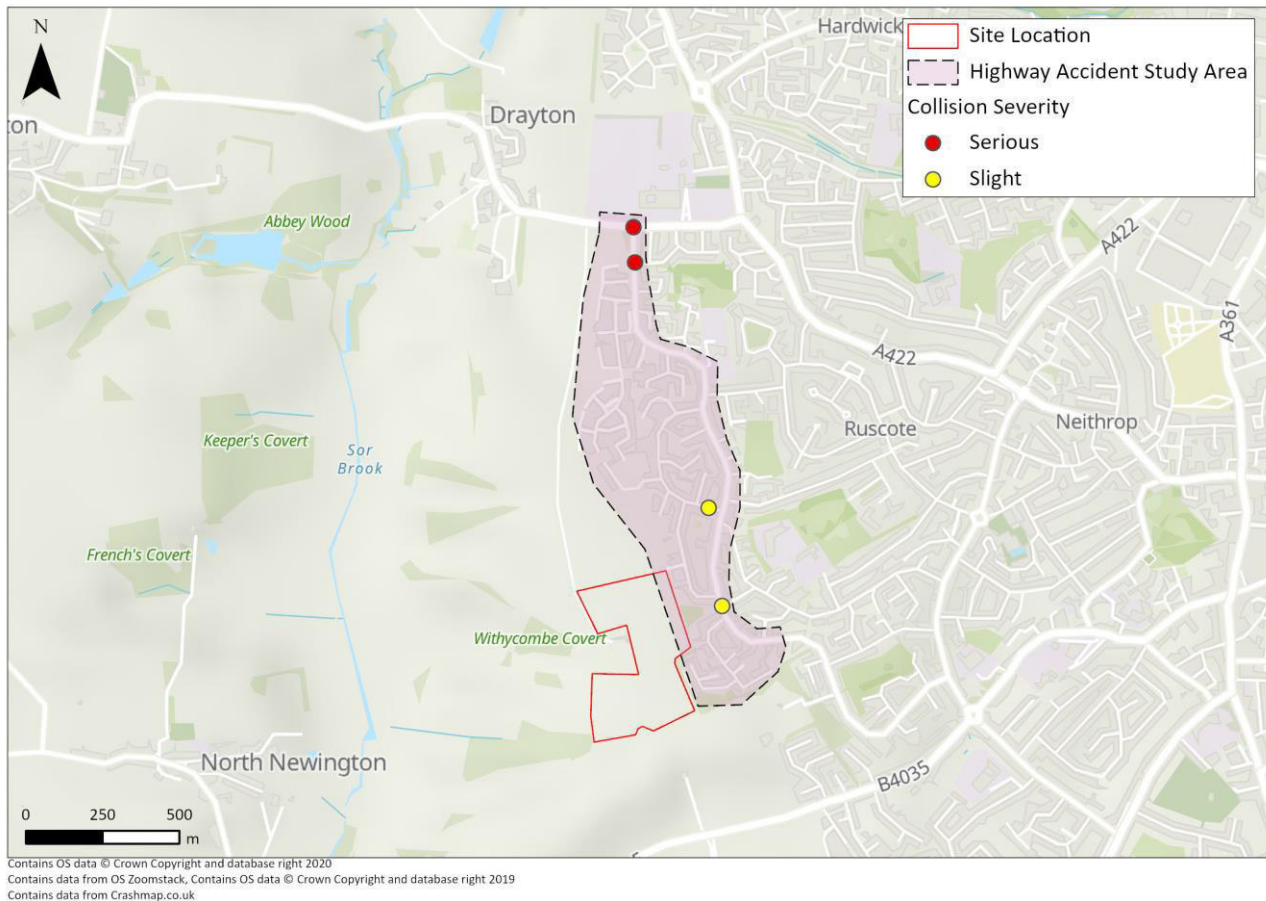 N
Hardwick
Site Location
Highway Accident Study Area
Collision Severity
Serious
Slight
Drayton
ton
Abbey Wood
A422
A361
A422
Keeper's Covert
Ruscote
Neithrop
Sor
Brook
French's Covert
Withycombe Covert
North Newington
B4035
0 250 500
m
Contains OS data © Crown Copyright and database right 2020
Contains data from OS Zoomstack, Contains OS data © Crown Copyright and database right 2019
Contains data from Crashmap.co.uk